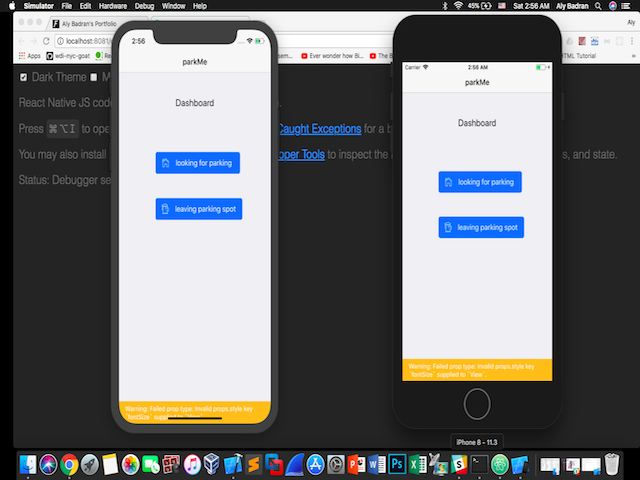 Simulator File Edit Hardware Debug Window Help
45% Sat 2:56 AM Aly Badran
Aly Badran's Portfolio
Aly
localhost:8081/
Apps wdi-nyc-goat
Ever wonder how Bi
The B
HTML Tutorial
Dark Theme
React Native JS cod
Press ⌘⌥I to ope
Caught Exceptions for a b
You may also install
oper Tools to inspect the
s, and state.
Status: Debugger se
2:56
parkMe
Dashboard
looking for parking
leaving parking spot
Warning: Failed prop type: Invalid props.style key
`fontSize` supplied to `View`.
Carrier 2:56 AM
parkMe
Dashboard
looking for parking
leaving parking spot
Warning: Failed prop type: Invalid props.style key
`fontSize` supplied to `View`.
iPhone 8 - 11.3